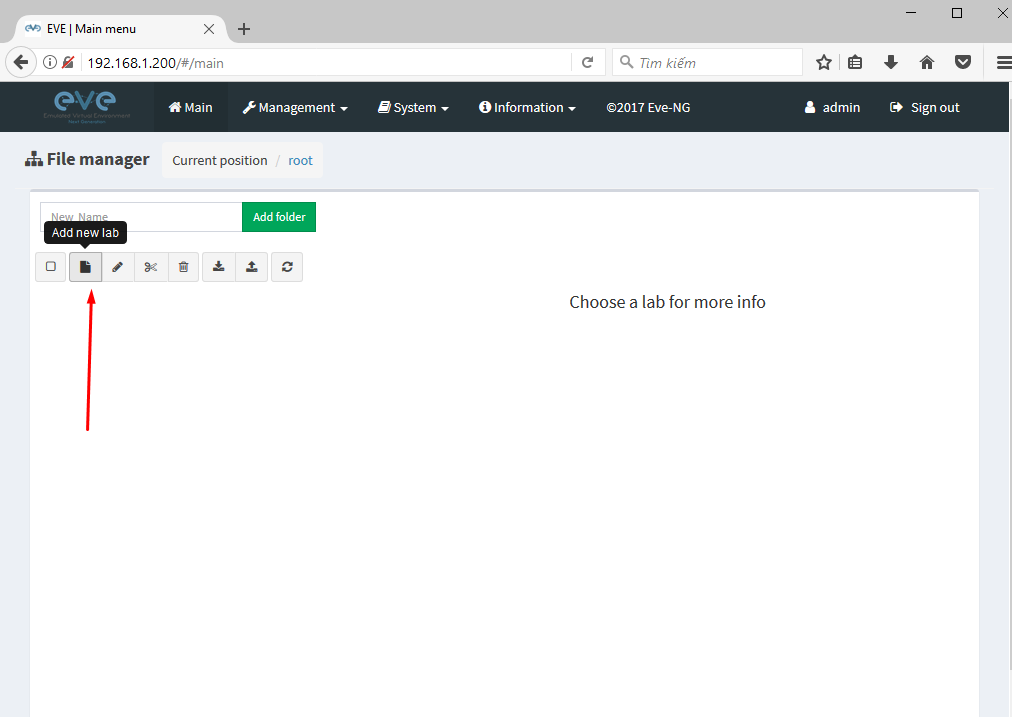 EVE | Main menu
192.168.1.200/#/main
Tìm kiếm
eve
Emulated Virtual Environment
Next Generation
Main
Management
System
Information
©2017 Eve-NG
admin
Sign out
File manager
Current position / root
New Name
Add folder
Add new lab
Choose a lab for more info